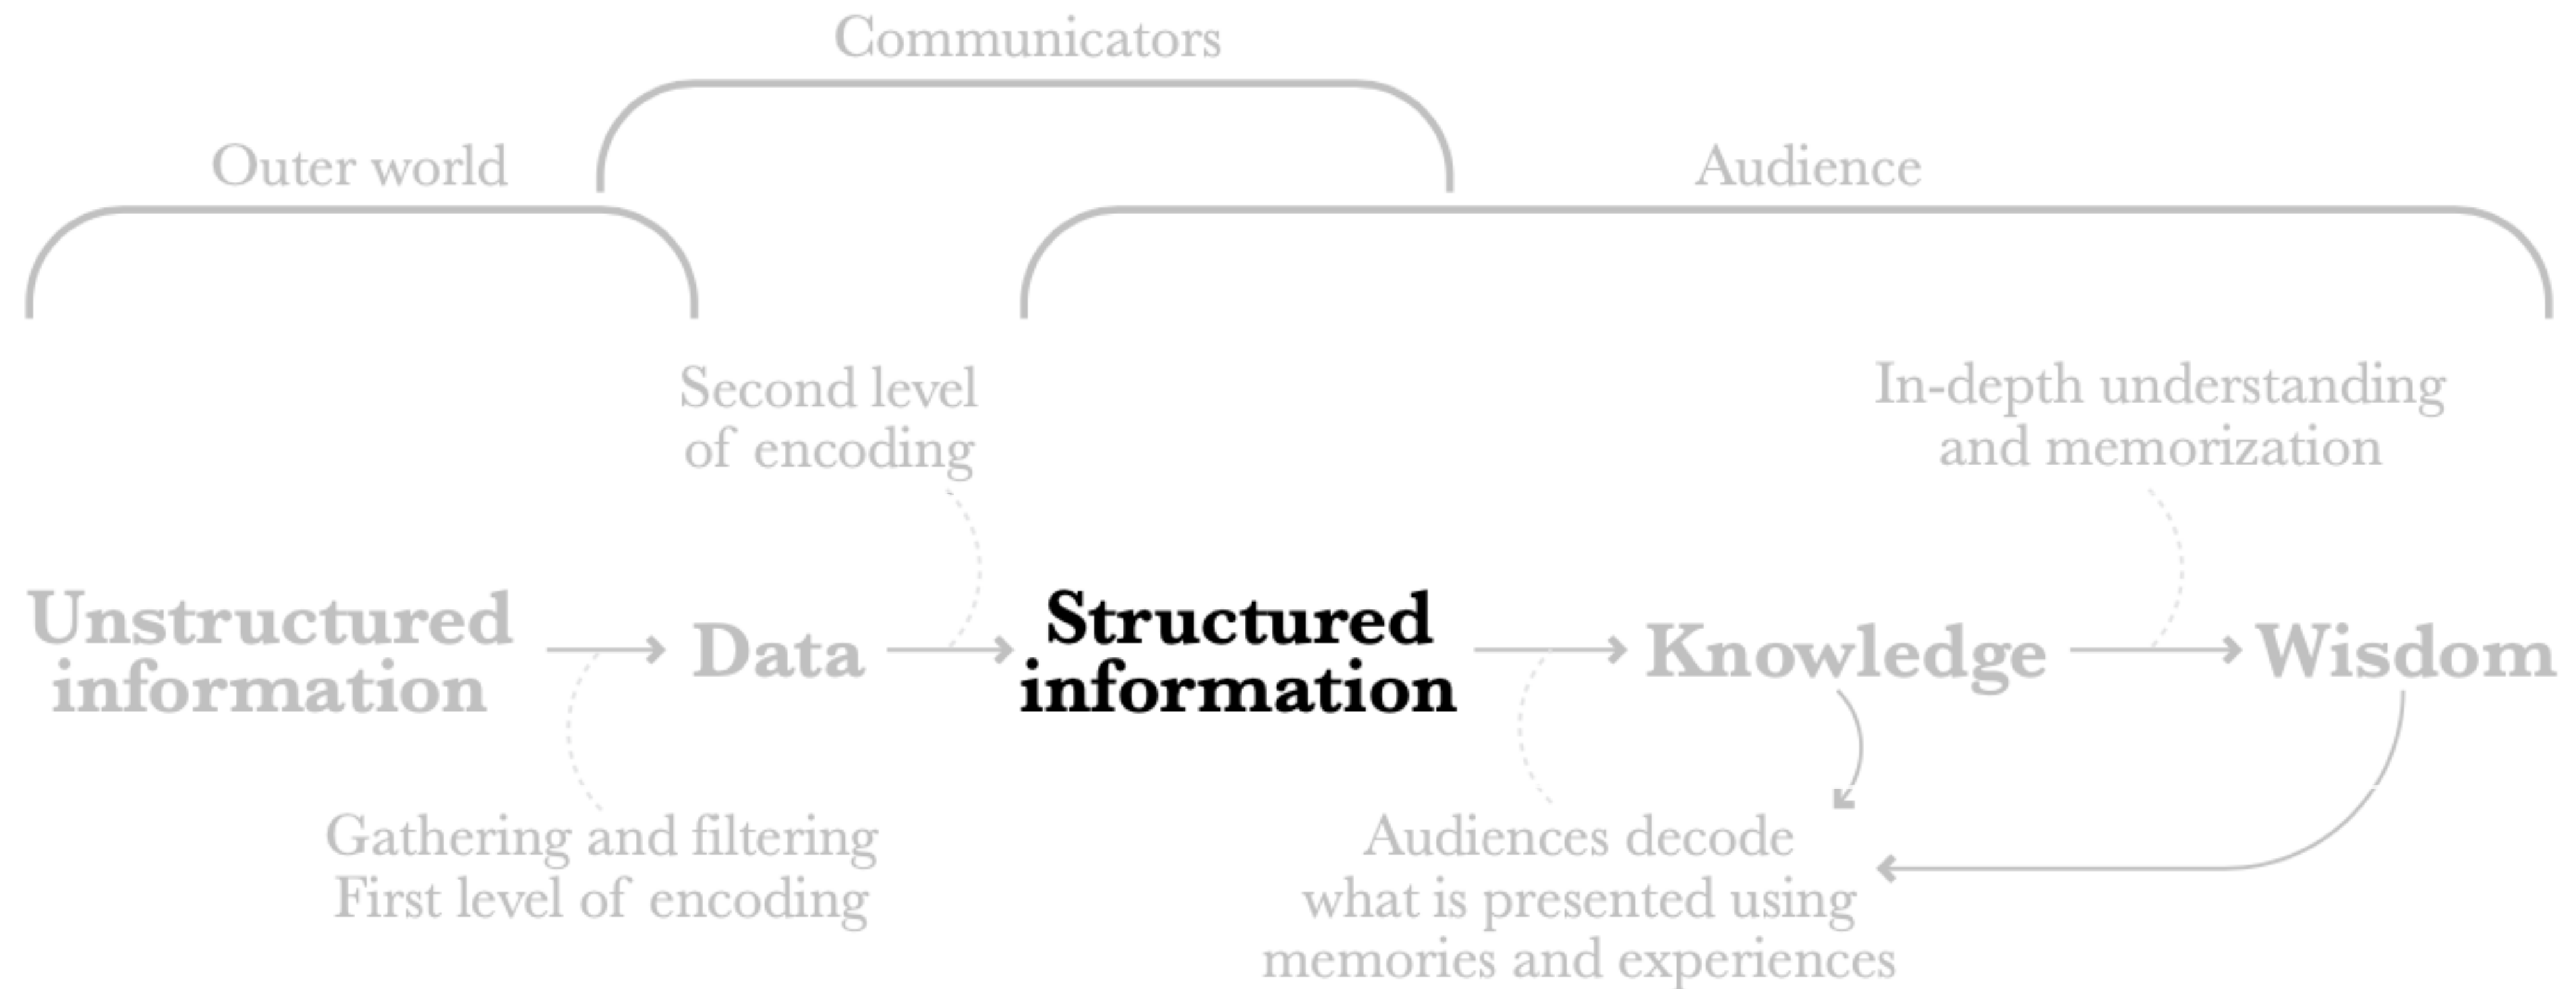 Communicators
Outer world
Audience
Second level
of encoding
In-depth understanding
and memorization
Unstructured
information
Data
Structured
information
Knowledge
Wisdom
Gathering and filtering
First level of encoding
Audiences decode
what is presented using
memories and experiences